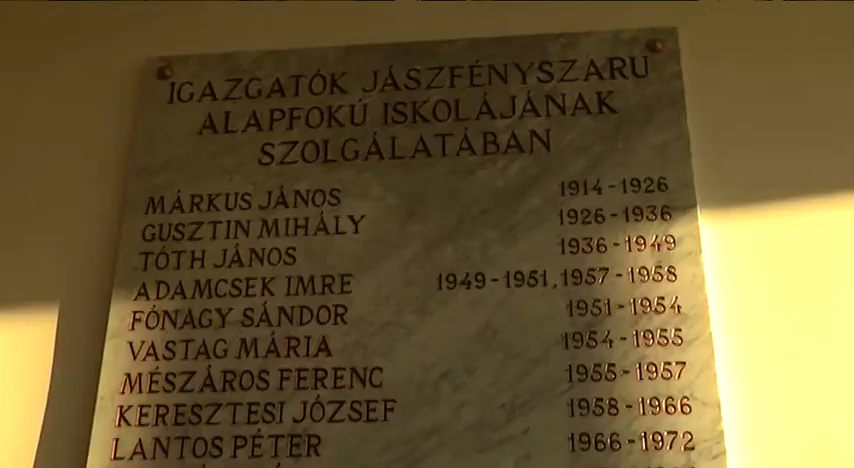 IGAZGATÓK JÁSZFÉNYSZARU
ALAPFOKÚ ISKOLÁJÁNAK
SZOLGÁLATÁBAN
MÁRKUS JÁNOS 1914-1926
GUSZTIN MIHÁLY 1926-1936
TÓTH JÁNOS 1936-1949
ADAMCSEK IMRE 1949-1951, 1957-1958
FÓNAGY SÁNDOR 1951-1954
VASTAG MÁRIA 1954-1955
MÉSZÁROS FERENC 1955-1957
KERESZTESI JÓZSEF 1958-1966
LANTOS PÉTER 1966-1972